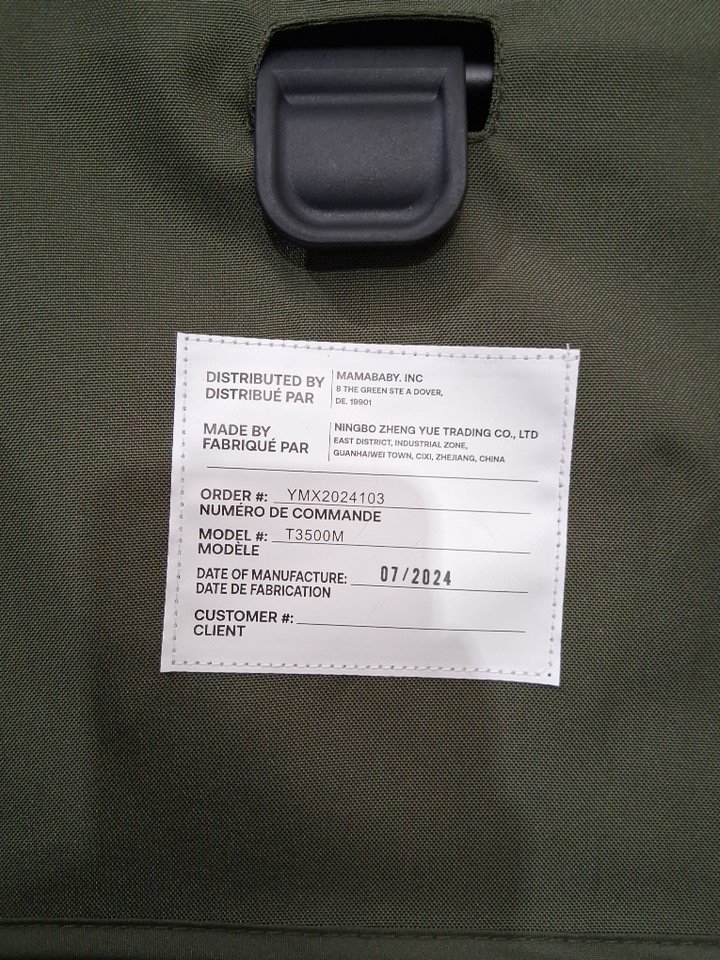 DISTRIBUTED BY
DISTRIBUÉ PAR
MAMABABY. INC
8 THE GREEN STE A DOVER,
DE. 19901
MADE BY
FABRIQUÉ PAR
NINGBO ZHENG YUE TRADING CO., LTD
EAST DISTRICT, INDUSTRIAL ZONE,
GUANHAIWEI TOWN, CIXI, ZHEJIANG, CHINA
ORDER #: YMX2024103
NUMÉRO DE COMMANDE
MODEL #: T3500M
MODÈLE
DATE OF MANUFACTURE: 07/2024
DATE DE FABRICATION
CUSTOMER #:
CLIENT